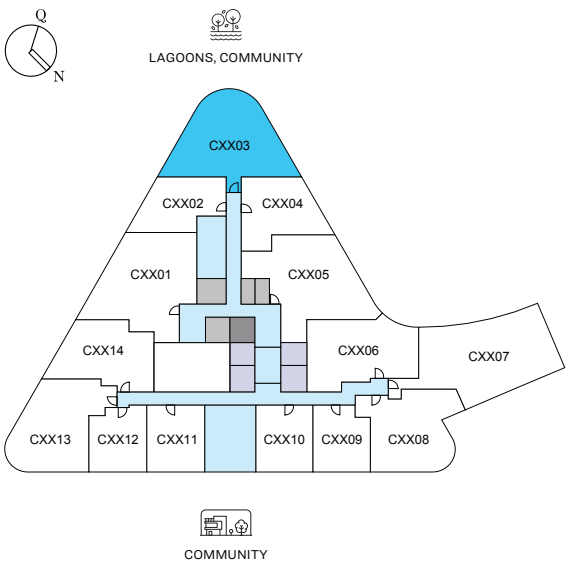 Q
N
LAGOONS, COMMUNITY
CXX03
CXX02
CXX04
CXX01
CXX05
CXX14
CXX06
CXX07
CXX13
CXX12
CXX11
CXX10
CXX09
CXX08
COMMUNITY